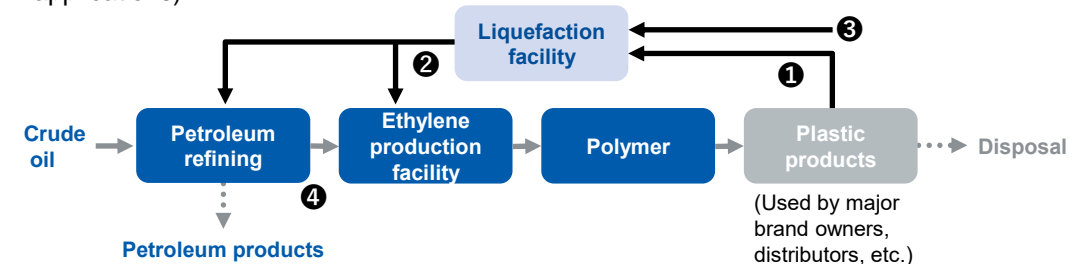 applications)
Liquefaction
facility
❸
❷
❶
Crude
oil
Petroleum
refining
Ethylene
production
facility
Polymer
Plastic
products
Disposal
❹
Petroleum products
(Used by major
brand owners,
distributors, etc.)